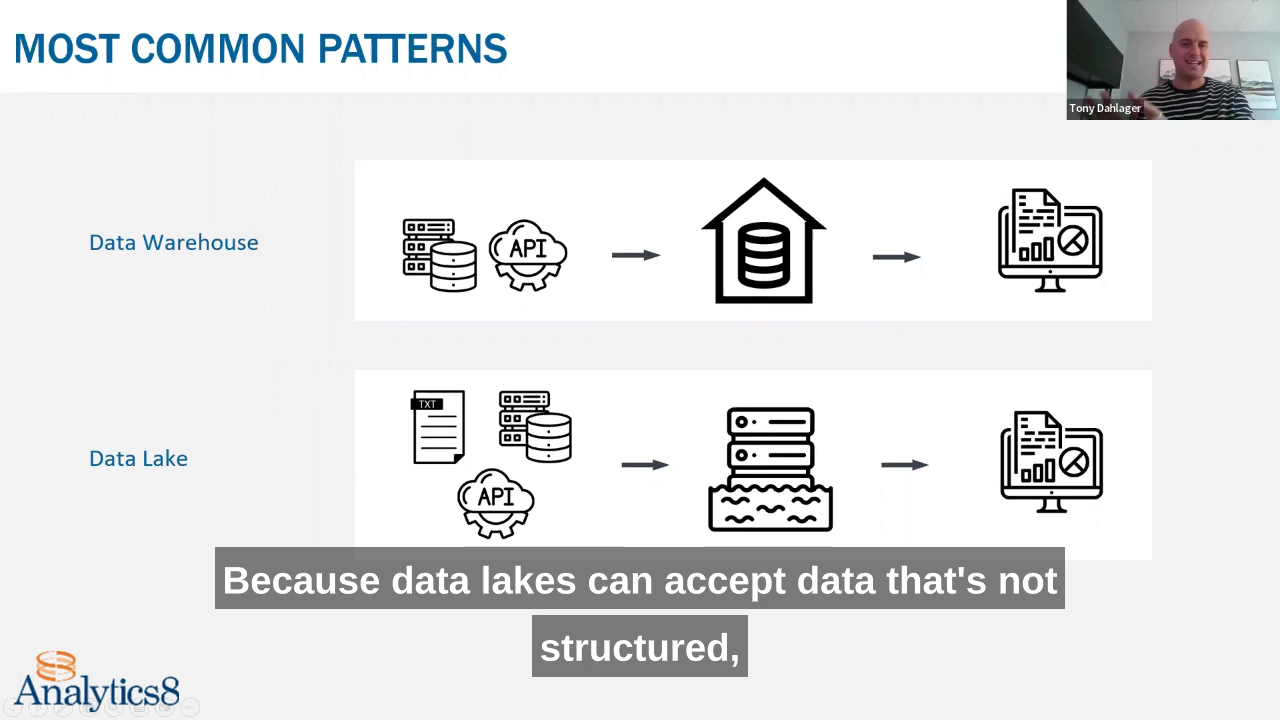 MOST COMMON PATTERNS
Tony Dahlager
Data Warehouse
API
Data Lake
TXT
API
Because data lakes can accept data that's not
structured,
Analytics8